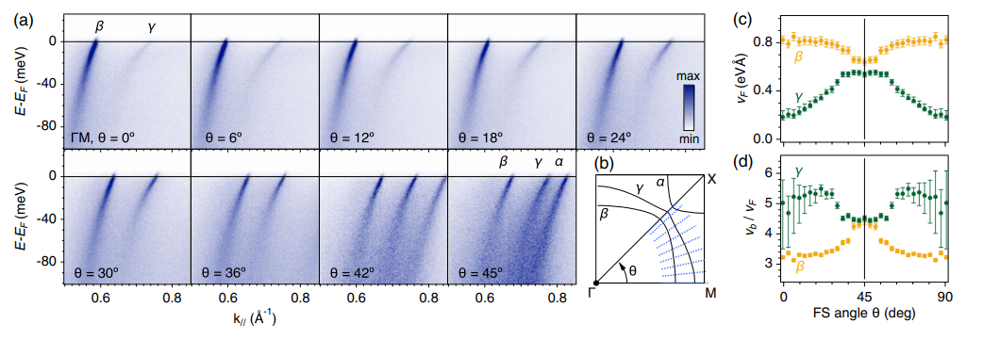 (a)
β γ
0
-40
-80
E-E_F (meV)
ΓM, θ = 0°
θ = 6°
θ = 12°
θ = 18°
θ = 24°
max
min
0
-40
-80
E-E_F (meV)
θ = 30°
θ = 36°
θ = 42°
θ = 45°
β γ α
0.6 0.8
0.6 0.8
0.6 0.8
0.6 0.8
k_// (Å⁻¹)
(b)
X
γ α
β
θ
Γ M
(c)
0.8
0.4
0.0
v_F (eVÅ)
β
γ
(d)
6
5
4
3
v_b / v_F
γ
β
0 45 90
FS angle θ (deg)